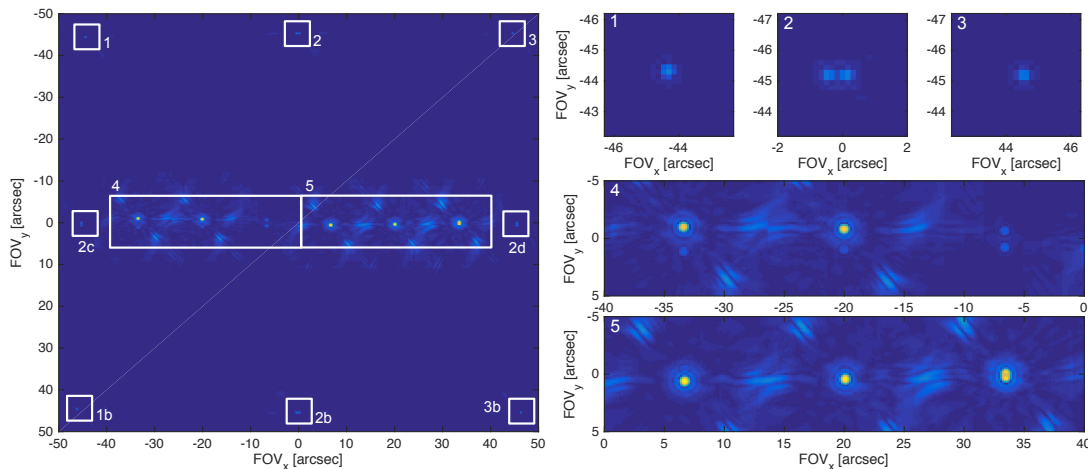 -50
-40
-30
-20
-10
0
10
20
30
40
50
-50 -40 -30 -20 -10 0 10 20 30 40 50
FOVx [arcsec]
FOVy [arcsec]
1
2
3
4
5
2c
2d
1b
2b
3b
1
-46
-45
-44
-43
-46 -44
FOVx [arcsec]
FOVy [arcsec]
2
-47
-46
-45
-44
-2 0 2
FOVx [arcsec]
3
-47
-46
-45
-44
44 46
FOVx [arcsec]
4
-5
0
5
-40 -35 -30 -25 -20 -15 -10 -5 0
FOVy [arcsec]
5
-5
0
5
0 5 10 15 20 25 30 35 40
FOVx [arcsec]
FOVy [arcsec]